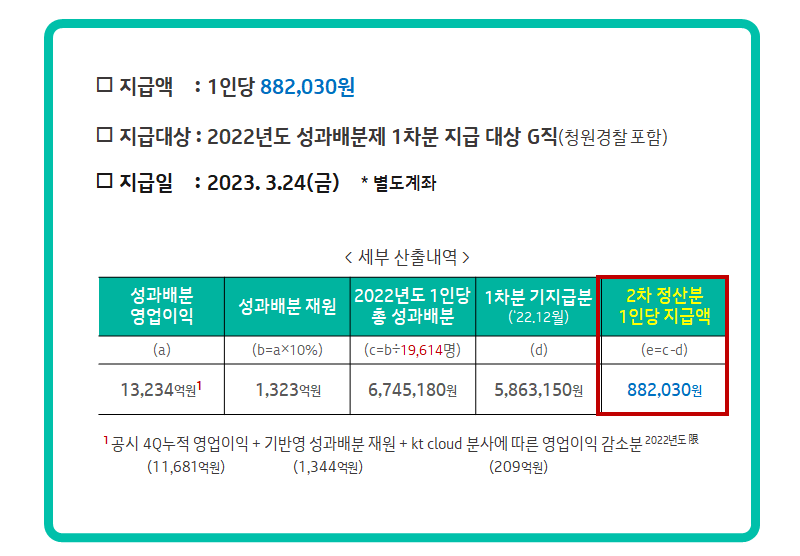 □ 지급액 : 1인당 882,030원
□ 지급대상 : 2022년도 성과배분제 1차분 지급 대상 G직(청원경찰 포함)
□ 지급일 : 2023. 3.24(금) * 별도계좌
< 세부 산출내역 >
성과배분 영업이익 성과배분 재원 2022년도 1인당 총 성과배분 1차분 기지급분 ('22.12월) 2차 정산분 1인당 지급액
(a) (b=a×10%) (c=b÷19,614명) (d) (e=c-d)
13,234억원1 1,323억원 6,745,180원 5,863,150원 882,030원
1 공시 4Q누적 영업이익 + 기반영 성과배분 재원 + kt cloud 분사에 따른 영업이익 감소분 2022년도 限
(11,681억원) (1,344억원) (209억원)